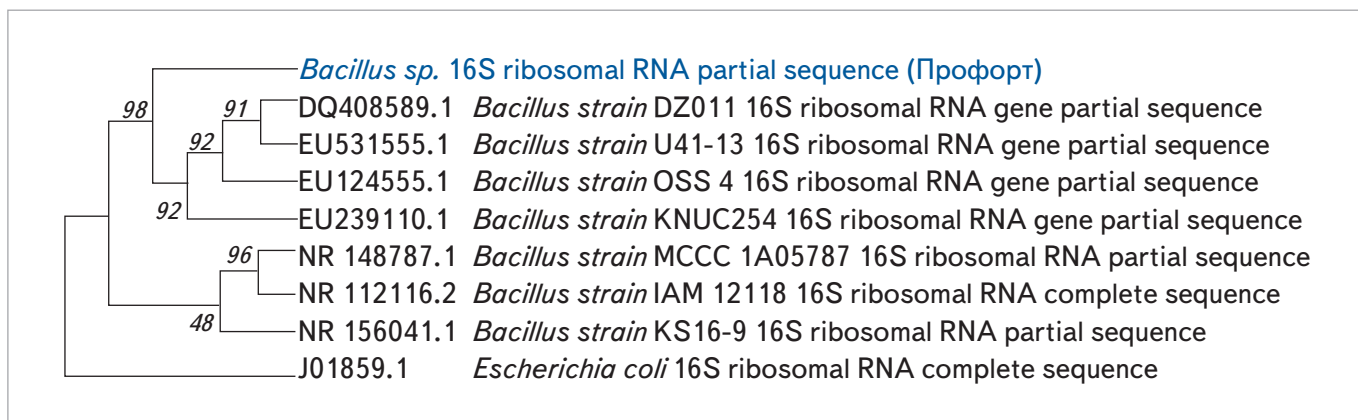 Bacillus sp. 16S ribosomal RNA partial sequence (Профорт)
98
91 DQ408589.1 Bacillus strain DZ011 16S ribosomal RNA gene partial sequence
92 EU531555.1 Bacillus strain U41-13 16S ribosomal RNA gene partial sequence
EU124555.1 Bacillus strain OSS 4 16S ribosomal RNA gene partial sequence
92 EU239110.1 Bacillus strain KNUC254 16S ribosomal RNA gene partial sequence
96 NR 148787.1 Bacillus strain MCCC 1A05787 16S ribosomal RNA partial sequence
NR 112116.2 Bacillus strain IAM 12118 16S ribosomal RNA complete sequence
48 NR 156041.1 Bacillus strain KS16-9 16S ribosomal RNA partial sequence
J01859.1 Escherichia coli 16S ribosomal RNA complete sequence